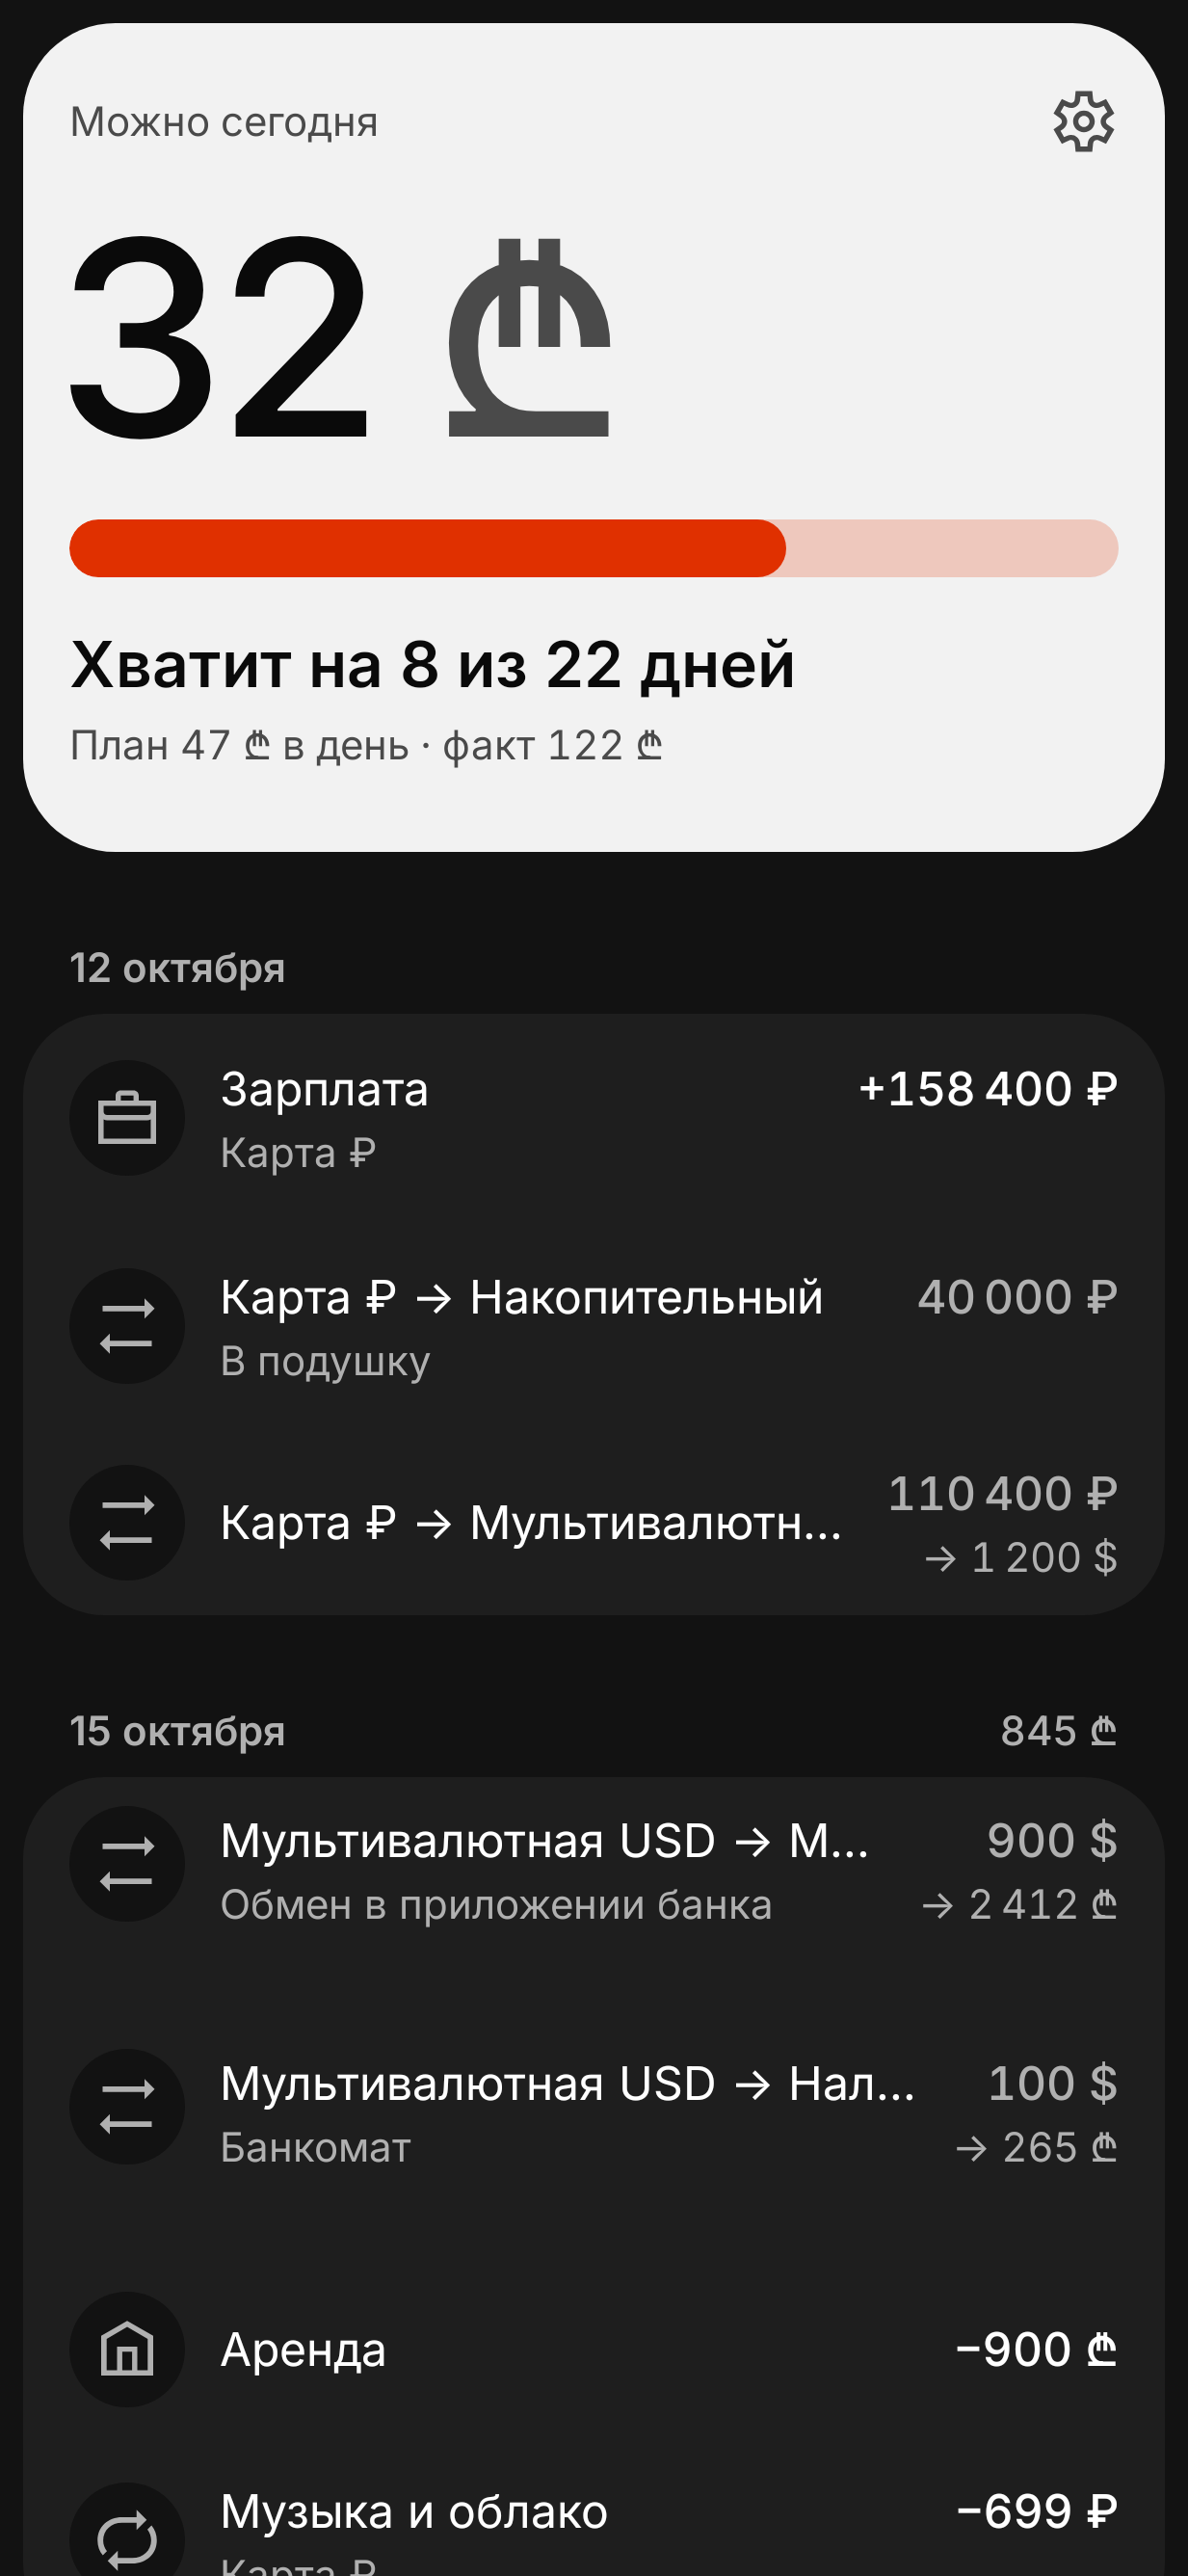 Можно сегодня
32 ₾
Хватит на 8 из 22 дней
План 47 ₾ в день · факт 122 ₾
12 октября
Зарплата +158 400 ₽
Карта ₽
Карта ₽ → Накопительный 40 000 ₽
В подушку
Карта ₽ → Мультивалютн... 110 400 ₽
→ 1 200 $
15 октября 845 ₾
Мультивалютная USD → М... 900 $
Обмен в приложении банка → 2 412 ₾
Мультивалютная USD → Нал... 100 $
Банкомат → 265 ₾
Аренда −900 ₾
Музыка и облако −699 ₽
Карта ₽